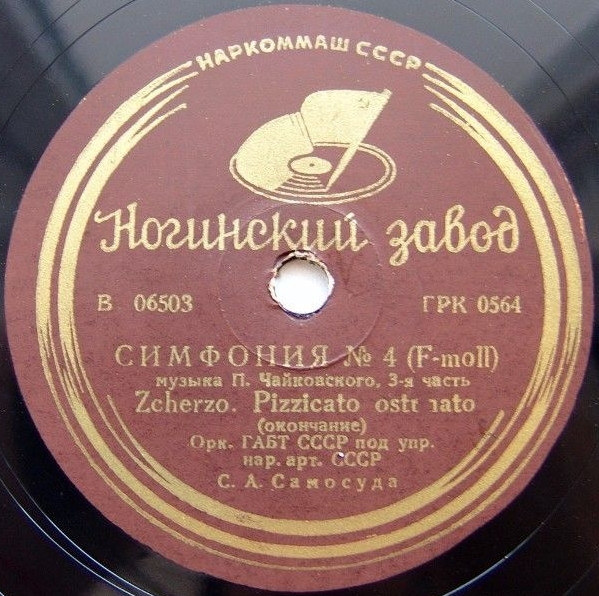 НАРКОММАШ СССР
Ногинский завод
В 06503
ГРК 0564
СИМФОНИЯ № 4 (F-moll)
музыка П. Чайковского, 3-я часть
Zcherzo. Pizzicato
(окончание)
Орк. ГАБТ СССР под упр.
нар. арт. СССР
С. А. Самосуда